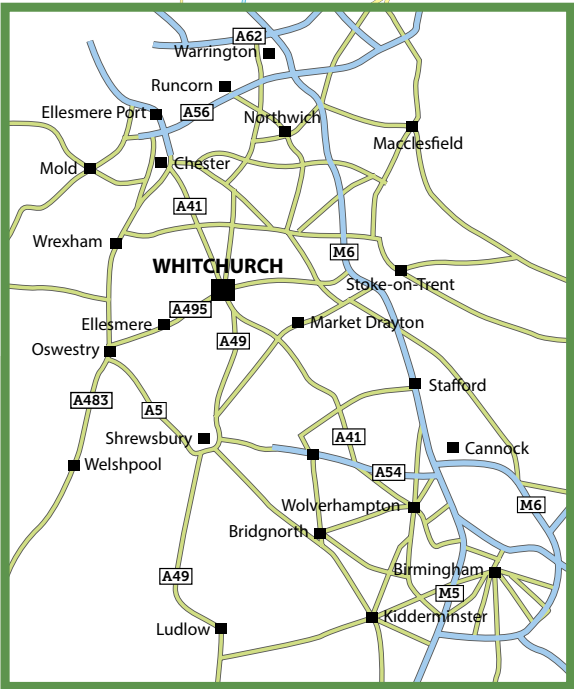 A62
Warrington
Runcorn
Ellesmere Port
A56
Northwich
Macclesfield
Mold
Chester
A41
Wrexham
M6
WHITCHURCH
Stoke-on-Trent
A495
Ellesmere
Market Drayton
A49
Oswestry
Stafford
A483
A5
Shrewsbury
A41
Cannock
Welshpool
A54
M6
Wolverhampton
Bridgnorth
Birmingham
A49
M5
Kidderminster
Ludlow